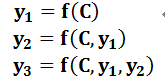 y₁ = f(C)
y₂ = f(C,y₁)
y₃ = f(C,y₁,y₂)